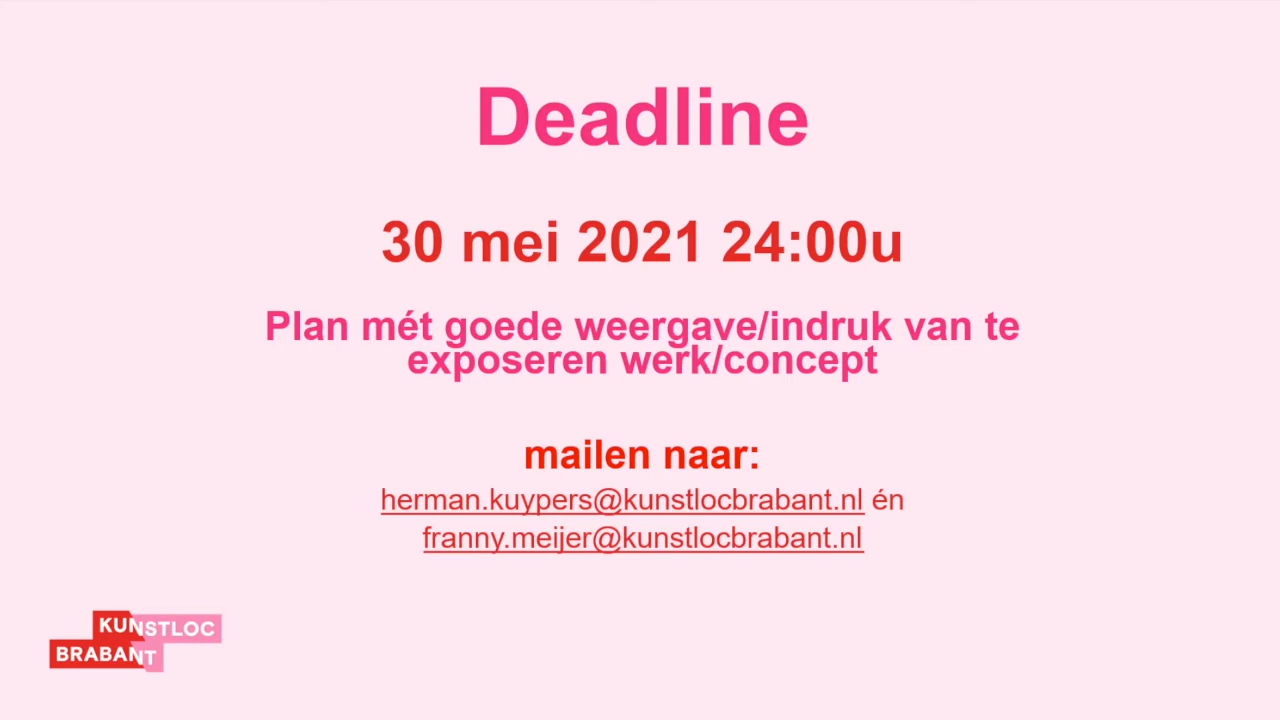 Deadline
30 mei 2021 24:00u
Plan mét goede weergave/indruk van te
exposeren werk/concept
mailen naar:
herman.kuypers@kunstlocbrabant.nl én
franny.meijer@kunstlocbrabant.nl
KUNSTLOC
BRABANT